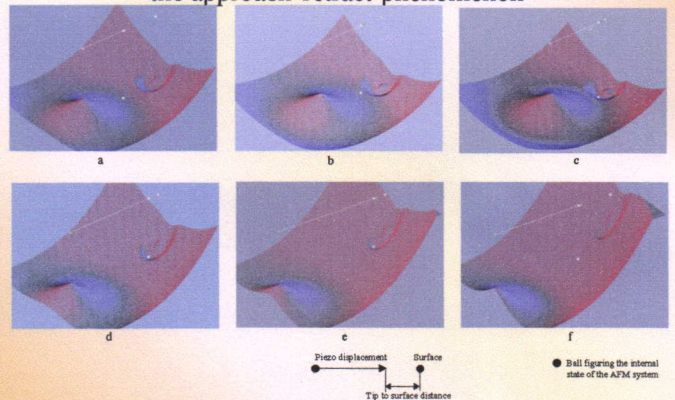 the approach-retract phenomenon
a
b
c
d
e
f
Piezo displacement
Surface
Tip to surface distance
Ball figuring the internal
state of the AFM system